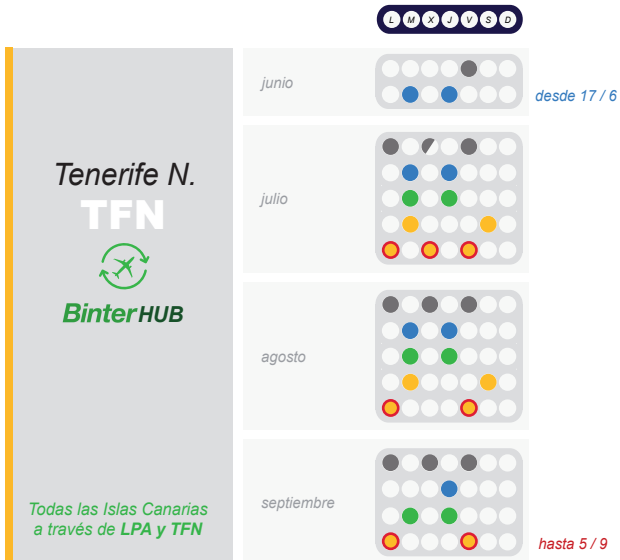 L M X J V S D
junio
desde 17 / 6
Tenerife N.
TFN
BinterHUB
julio
agosto
septiembre
Todas las Islas Canarias
a través de LPA y TFN
hasta 5 / 9